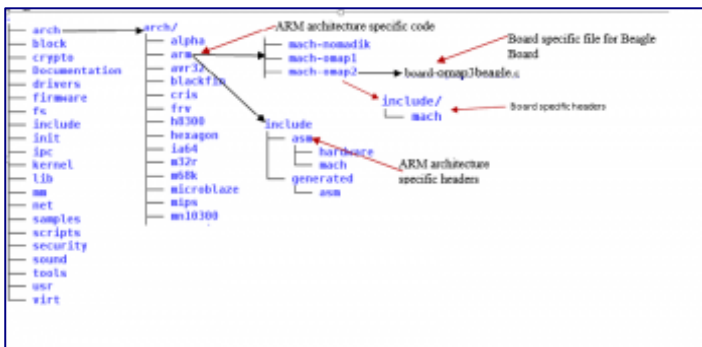 arch
block
crypto
Documentation
drivers
firmware
fs
include
init
ipc
kernel
lib
mm
net
samples
scripts
security
sound
tools
usr
virt
arch/
alpha
arm
avr32
blackfin
cris
frv
h8300
hexagon
ia64
m32r
m68k
microblaze
mips
mn10300
ARM architecture specific code
mach-nomadik
mach-omap1
mach-omap2
board-omap3beagle.c
Board specific file for Beagle
Board
include/
mach
Board specific headers
include
asm
hardware
mach
generated
asm
ARM architecture
specific headers